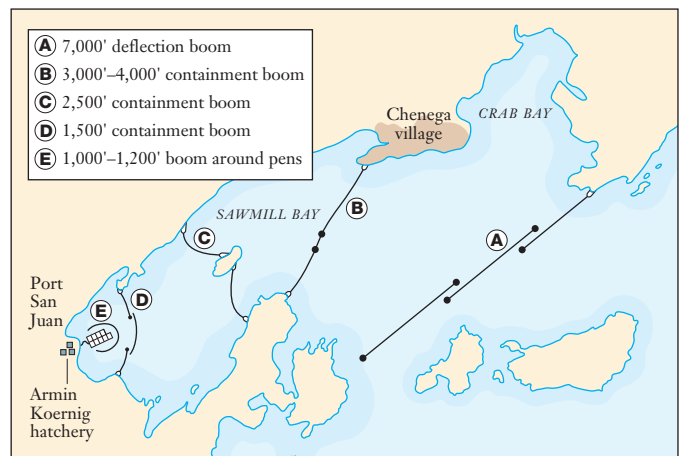 A 7,000' deflection boom
B 3,000'–4,000' containment boom
C 2,500' containment boom
D 1,500' containment boom
E 1,000'–1,200' boom around pens
Chenega
village
CRAB BAY
SAWMILL BAY
B
A
C
Port
San
Juan
D
E
Armin
Koernig
hatchery